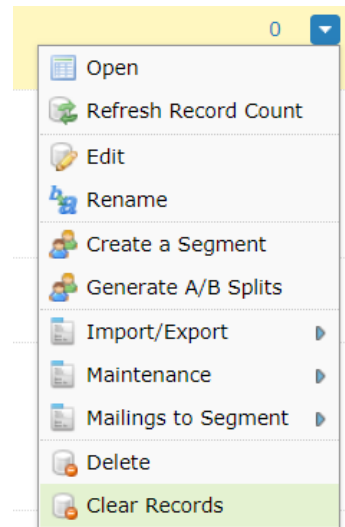 0
Open
Refresh Record Count
Edit
Rename
Create a Segment
Generate A/B Splits
Import/Export
Maintenance
Mailings to Segment
Delete
Clear Records